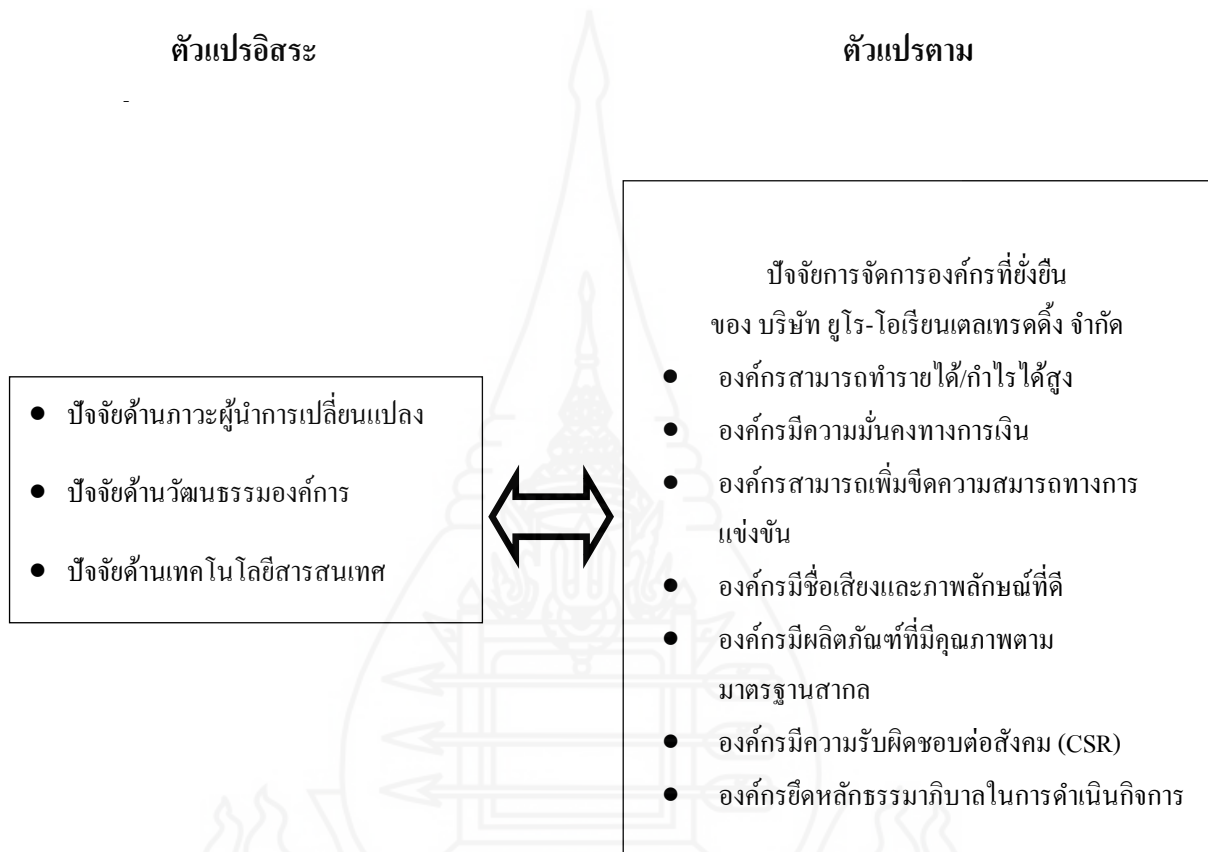 ตัวแปรอิสระ
ตัวแปรตาม
ปัจจัยด้านภาวะผู้นำการเปลี่ยนแปลง
ปัจจัยด้านวัฒนธรรมองค์การ
ปัจจัยด้านเทคโนโลยีสารสนเทศ
ปัจจัยการจัดการองค์กรที่ยั่งยืน
ของ บริษัท ยูโร-โอเรียนเตลเทรดดิ้ง จำกัด
องค์กรสามารถทำรายได้/กำไรได้สูง
องค์กรมีความมั่นคงทางการเงิน
องค์กรสามารถเพิ่มขีดความสมารถทางการ
แข่งขัน
องค์กรมีชื่อเสียงและภาพลักษณ์ที่ดี
องค์กรมีผลิตภัณฑ์ที่มีคุณภาพตาม
มาตรฐานสากล
องค์กรมีความรับผิดชอบต่อสังคม (CSR)
องค์กรยึดหลักธรรมาภิบาลในการดำเนินกิจการ